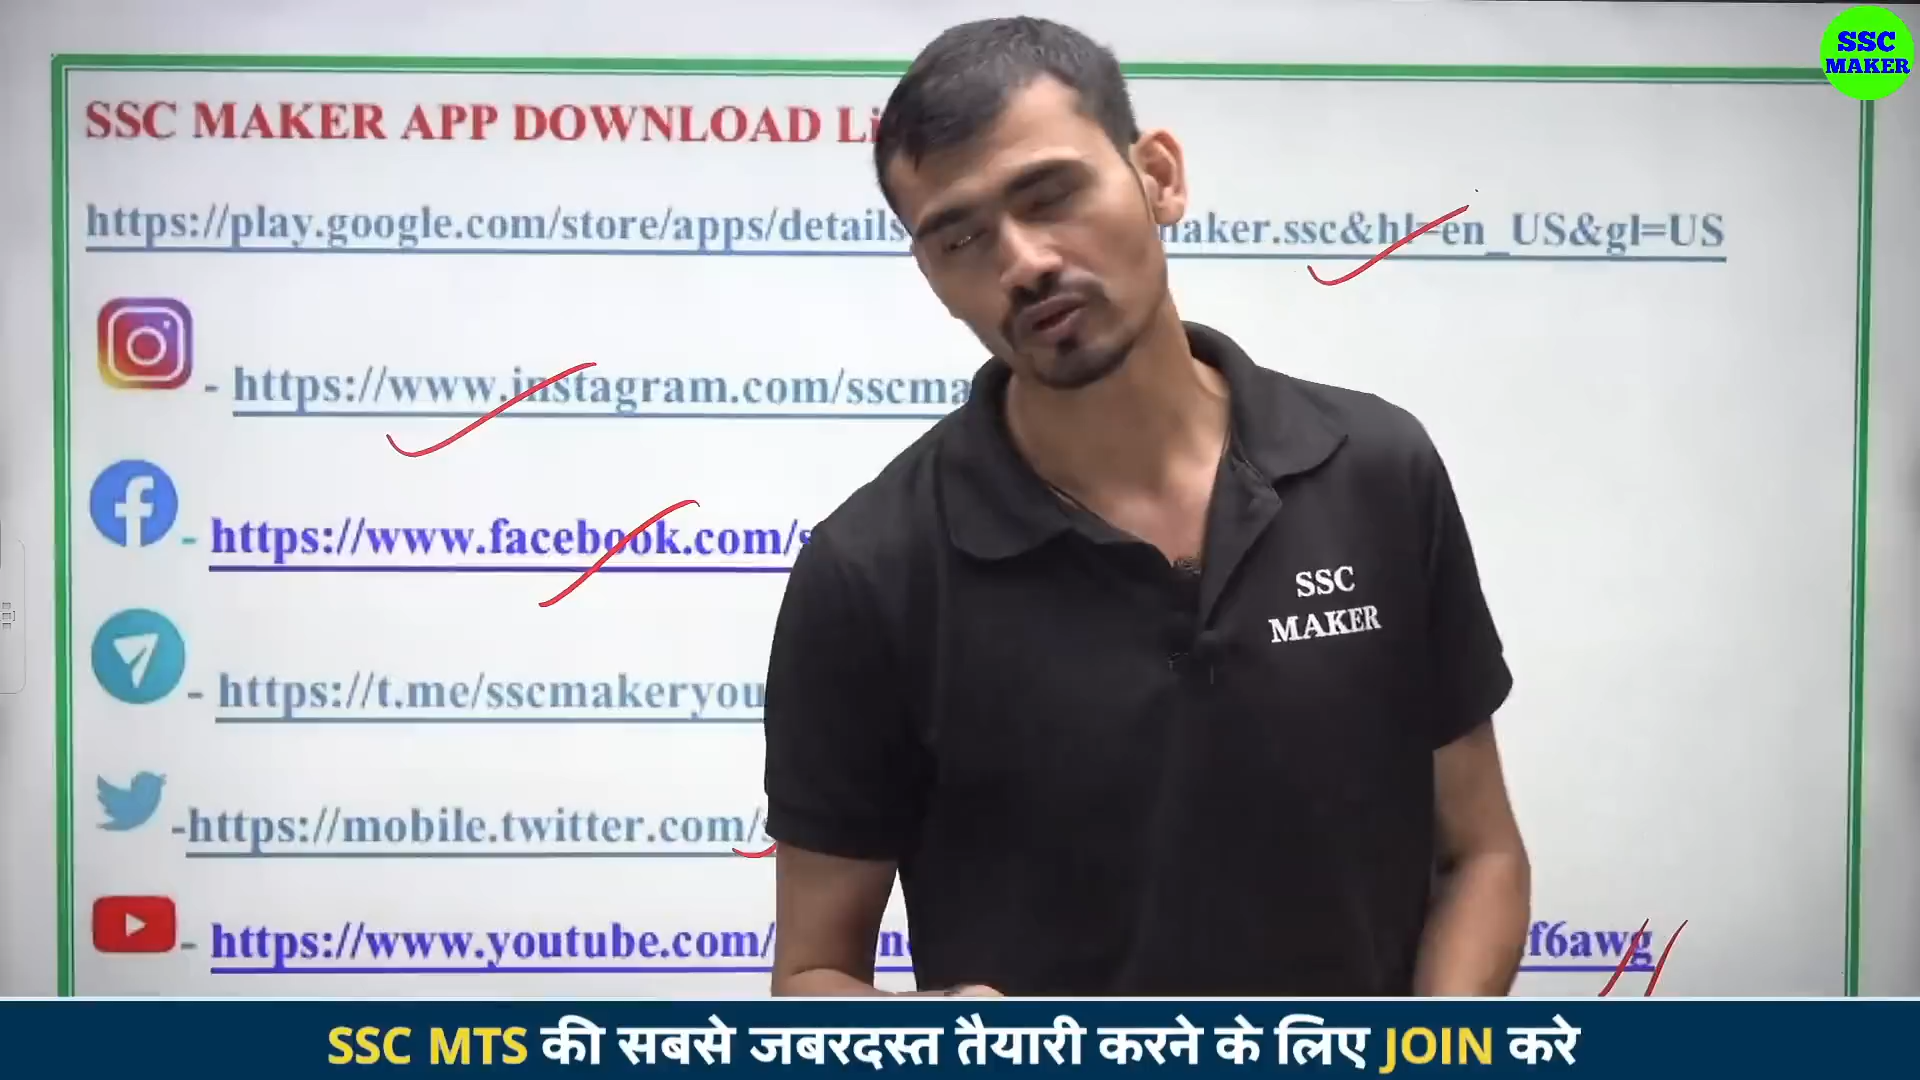 SSC
MAKER
SSC MAKER APP DOWNLOAD
https://play.google.com/store/apps/details
maker.ssc&hl=en_US&gl=US
- https://www.instagram.com/sscma
- https://www.facebook.com/s
SSC
MAKER
- https://t.me/sscmakeryou
-https://mobile.twitter.com/s
- https://www.youtube.com/
f6awg
SSC MTS की सबसे जबरदस्त तैयारी करने के लिए JOIN करे